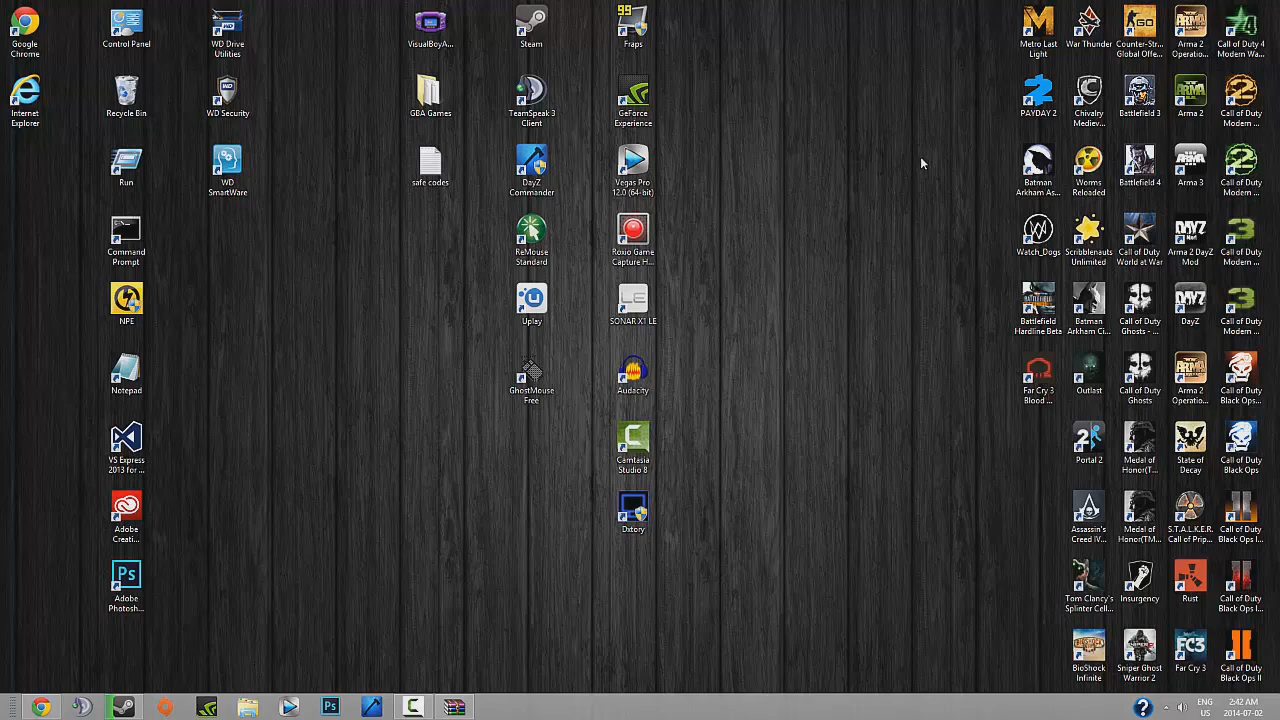 Google
Chrome
Control Panel
WD Drive
Utilities
VisualBoyA...
Steam
99
Fraps
Metro Last
Light
War Thunder
GO
Counter-Str...
Global Offe...
Arma 2
Operatio...
Call of Duty 4
Modern Wa...
Internet
Explorer
Recycle Bin
WD Security
GBA Games
TeamSpeak 3
Client
GeForce
Experience
PAYDAY 2
Chivalry
Mediev...
Battlefield 3
Arma 2
Call of Duty
Modern ...
Run
WD
SmartWare
safe codes
DayZ
Commander
Vegas Pro
12.0 (64-bit)
Batman
Arkham As...
Worms
Reloaded
Battlefield 4
Arma 3
Call of Duty
Modern ...
Command
Prompt
ReMouse
Standard
Roxio Game
Capture H...
Watch_Dogs
Scribblenauts
Unlimited
Call of Duty
World at War
Arma 2 DayZ
Mod
Call of Duty
Modern ...
NPE
Uplay
SONAR X1 LE
Battlefield
Hardline Beta
Batman
Arkham Ci...
Call of Duty
Ghosts - ...
DayZ
Call of Duty
Modern ...
Notepad
GhostMouse
Free
Audacity
Far Cry 3
Blood ...
Outlast
Call of Duty
Ghosts
Arma 2
Operatio...
Call of Duty
Black Ops...
VS Express
2013 for ...
Camtasia
Studio 8
Portal 2
Medal of
Honor(T...
State of
Decay
Call of Duty
Black Ops
Adobe
Creati...
Dxtory
Assassin's
Creed IV...
Medal of
Honor(TM...
S.T.A.L.K.E.R.
Call of Prip...
Call of Duty
Black Ops I...
Ps
Adobe
Photosh...
Tom Clancy's
Splinter Cell...
Insurgency
Rust
Call of Duty
Black Ops I...
BioShock
Infinite
Sniper Ghost
Warrior 2
FC3
Far Cry 3
Call of Duty
Black Ops II
Ps
ENG
US
2:42 AM
2014-07-02